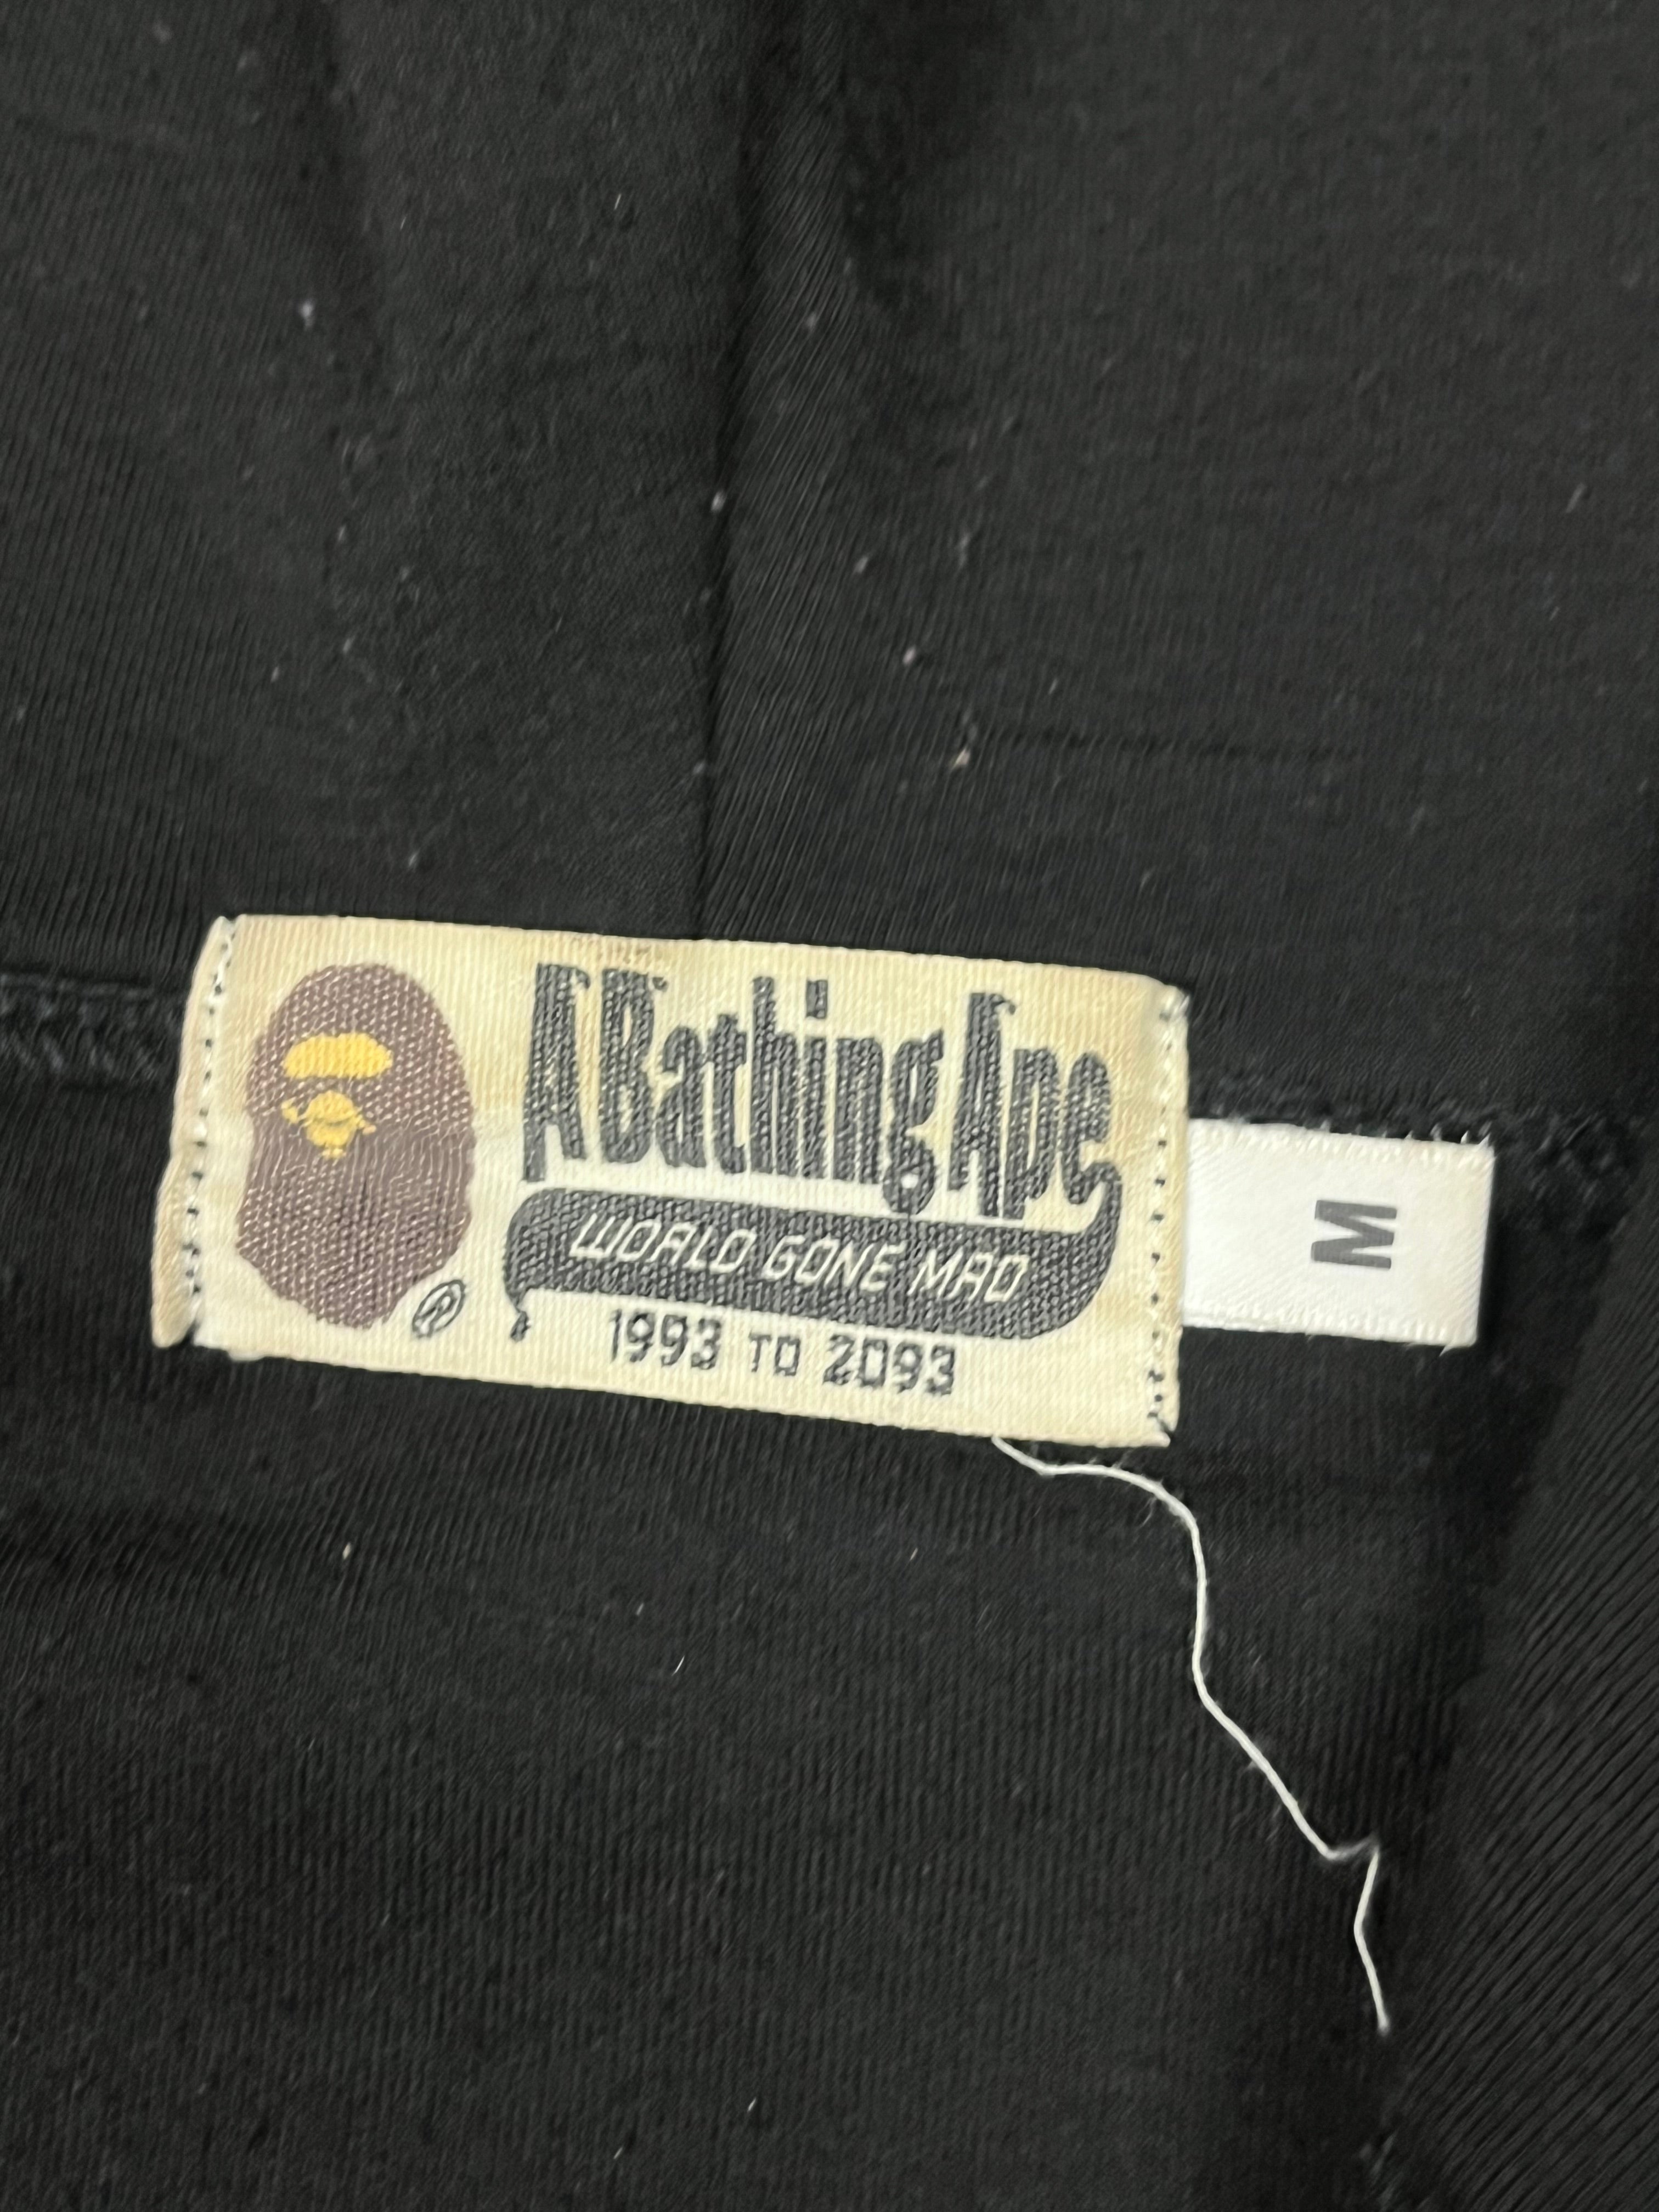 A Bathing Ape
WORLD GONE MAD
®
1993 TO 2093
M